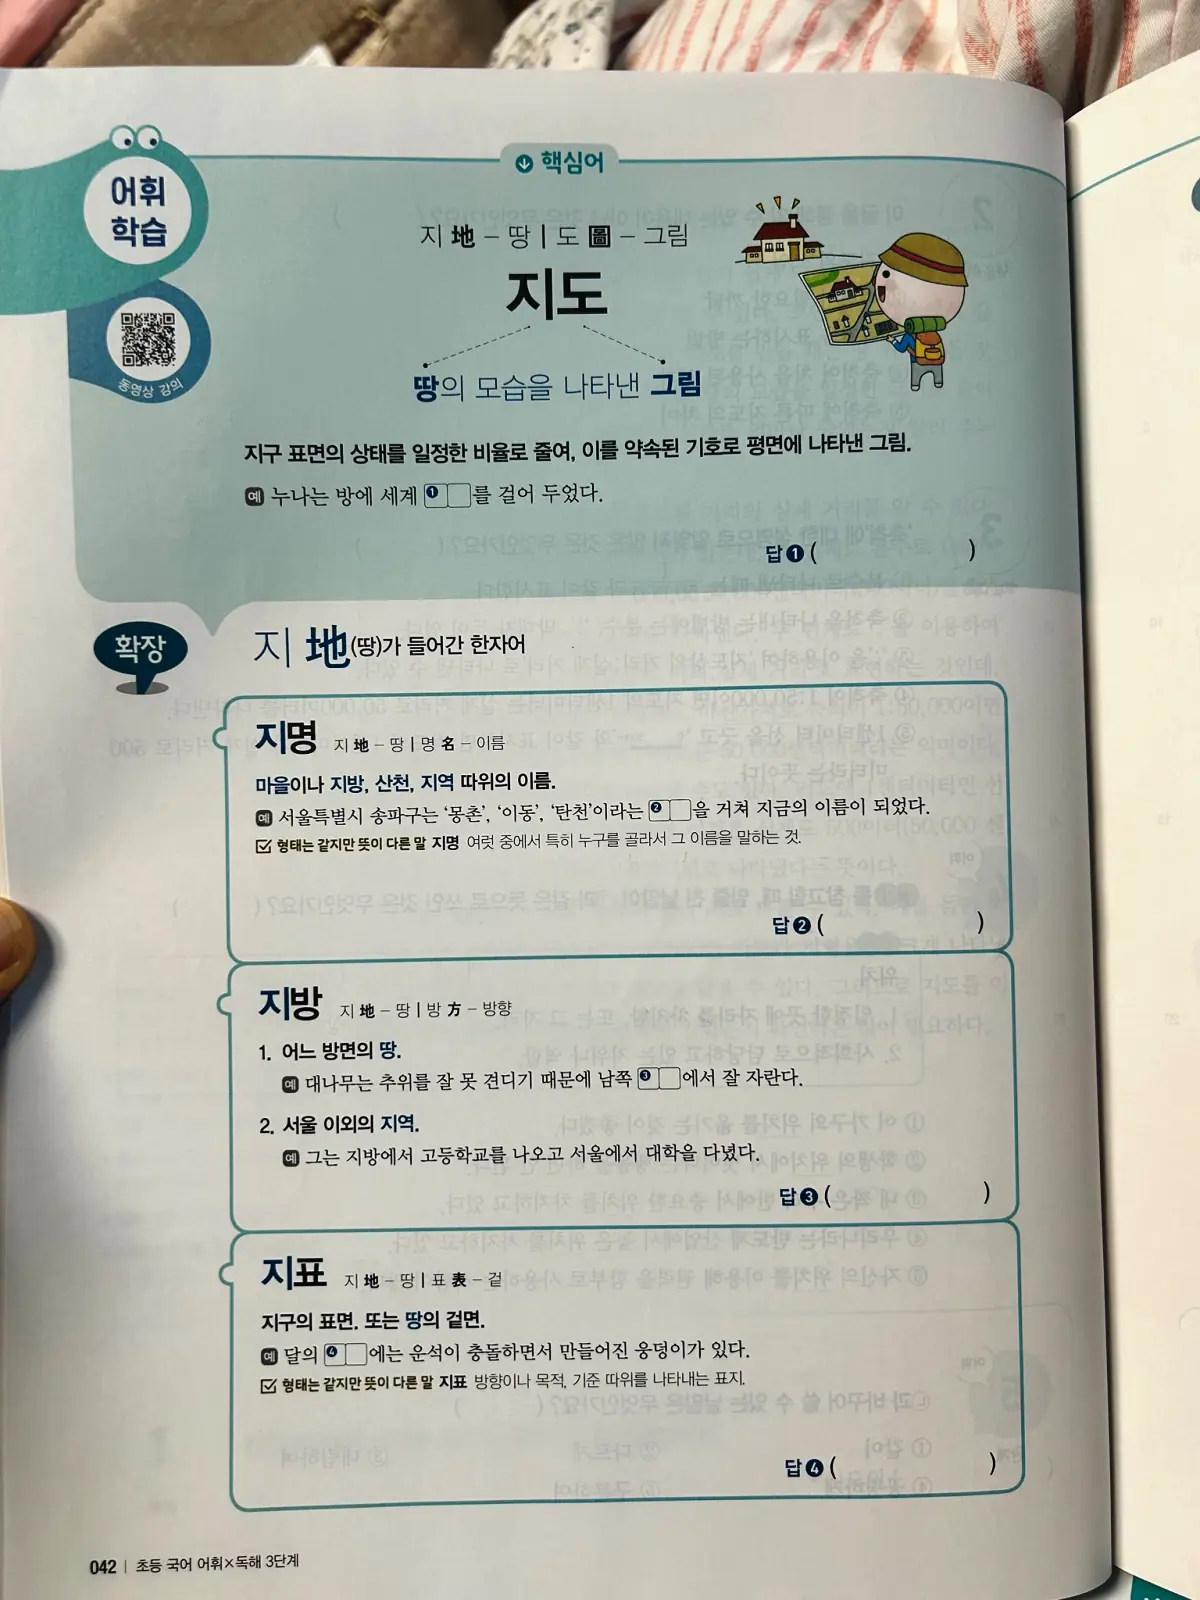 어휘
학습
동영상 강의
핵심어
지 地 – 땅 | 도 圖 – 그림
지도
땅의 모습을 나타낸 그림
지구 표면의 상태를 일정한 비율로 줄여, 이를 약속된 기호로 평면에 나타낸 그림.
예 누나는 방에 세계 ❶ 를 걸어 두었다.
답 ❶ ( )
확장
지 地(땅)가 들어간 한자어
지명 지 地 – 땅 | 명 名 – 이름
마을이나 지방, 산천, 지역 따위의 이름.
예 서울특별시 송파구는 ‘몽촌’, ‘이동’, ‘탄천’이라는 ❷ 을 거쳐 지금의 이름이 되었다.
형태는 같지만 뜻이 다른 말 지명 여럿 중에서 특히 누구를 골라서 그 이름을 말하는 것.
답 ❷ ( )
지방 지 地 – 땅 | 방 方 – 방향
1. 어느 방면의 땅.
예 대나무는 추위를 잘 못 견디기 때문에 남쪽 ❸ 에서 잘 자란다.
2. 서울 이외의 지역.
예 그는 지방에서 고등학교를 나오고 서울에서 대학을 다녔다.
답 ❸ ( )
지표 지 地 – 땅 | 표 表 – 겉
지구의 표면. 또는 땅의 겉면.
예 달의 ❹ 에는 운석이 충돌하면서 만들어진 웅덩이가 있다.
형태는 같지만 뜻이 다른 말 지표 방향이나 목적, 기준 따위를 나타내는 표지.
답 ❹ ( )
042 | 초등 국어 어휘×독해 3단계